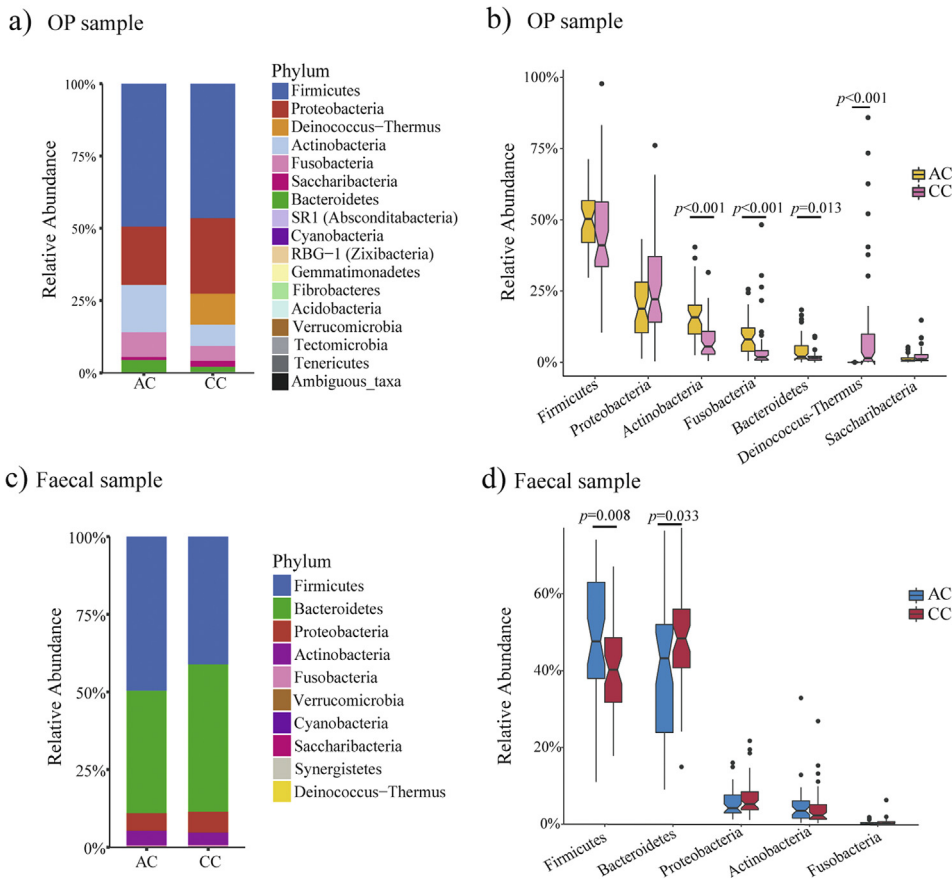 a) OP sample
Phylum
Firmicutes
Proteobacteria
Deinococcus−Thermus
Actinobacteria
Fusobacteria
Saccharibacteria
Bacteroidetes
SR1 (Absconditabacteria)
Cyanobacteria
RBG−1 (Zixibacteria)
Gemmatimonadetes
Fibrobacteres
Acidobacteria
Verrucomicrobia
Tectomicrobia
Tenericutes
Ambiguous_taxa
Relative Abundance
100%
75%
50%
25%
0%
AC CC
b) OP sample
Relative Abundance
100%
75%
50%
25%
0%
p<0.001
p<0.001
p<0.001
p=0.013
AC
CC
Firmicutes
Proteobacteria
Actinobacteria
Fusobacteria
Bacteroidetes
Deinococcus−Thermus
Saccharibacteria
c) Faecal sample
Relative Abundance
100%
75%
50%
25%
0%
AC CC
Phylum
Firmicutes
Bacteroidetes
Proteobacteria
Actinobacteria
Fusobacteria
Verrucomicrobia
Cyanobacteria
Saccharibacteria
Synergistetes
Deinococcus−Thermus
d) Faecal sample
p=0.008 p=0.033
Relative Abundance
60%
40%
20%
0%
AC
CC
Firmicutes
Bacteroidetes
Proteobacteria
Actinobacteria
Fusobacteria